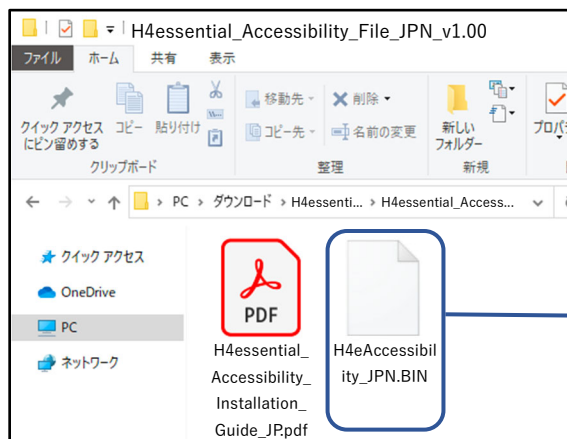 H4essential_Accessibility_File_JPN_v1.00
ファイル ホーム 共有 表示
クイック アクセス
にピン留めする
コピー 貼り付け
移動先 削除
コピー先 名前の変更
新しい
フォルダー
クリップボード 整理 新規
PC > ダウンロード > H4essenti... > H4essential_Access...
クイック アクセス
OneDrive
PC
ネットワーク
PDF
H4essential_
Accessibility_
Installation_
Guide_JP.pdf
H4eAccessibil
ity_JPN.BIN